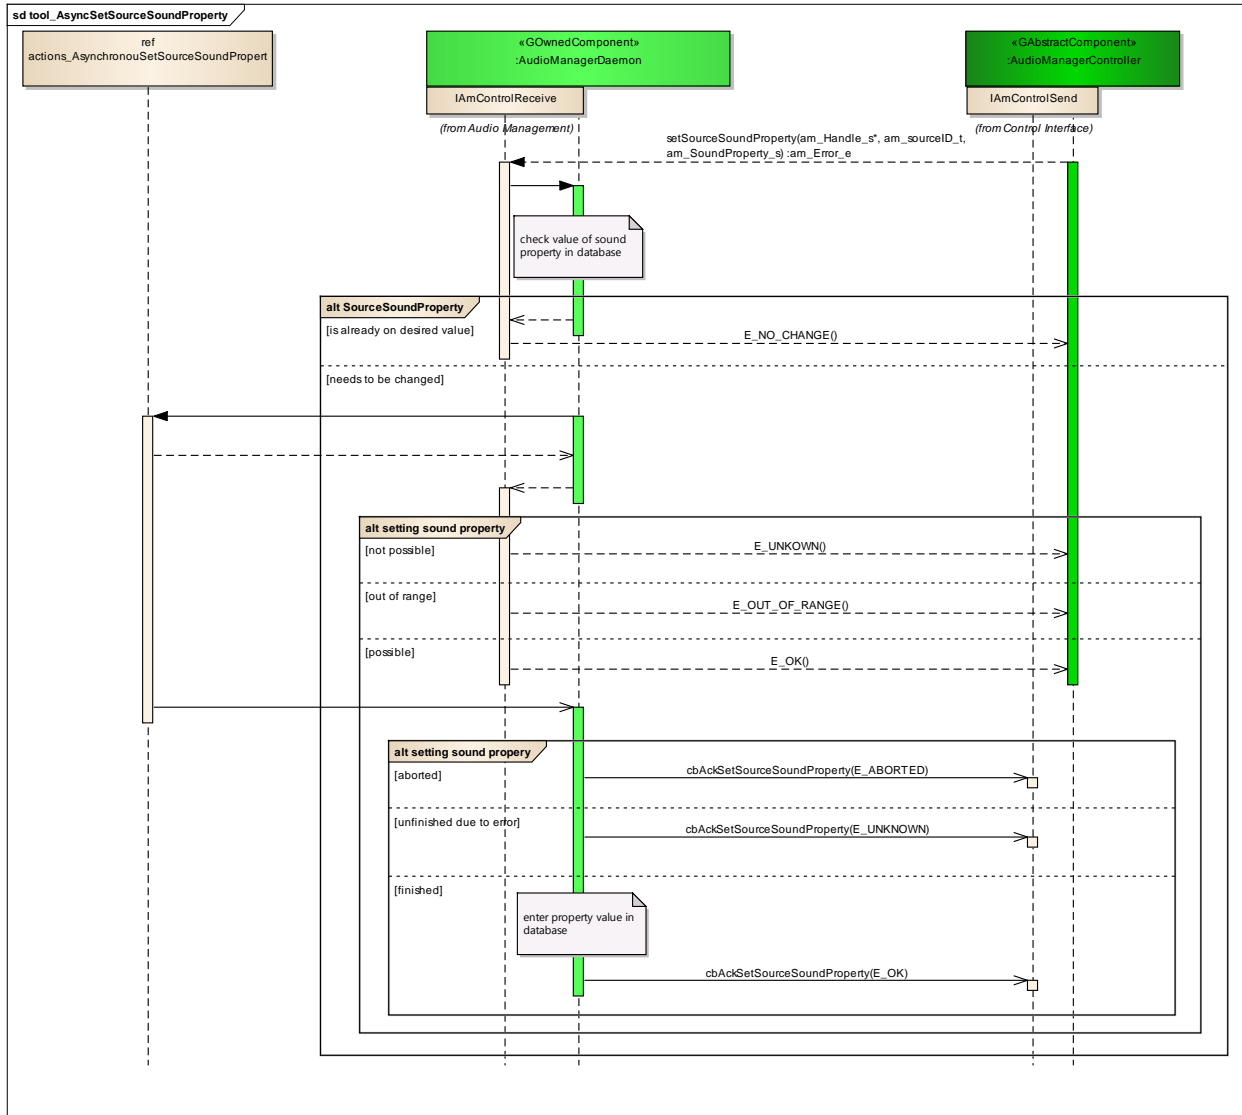 sd tool_AsyncSetSourceSoundProperty
ref
actions_AsynchronouSetSourceSoundPropert
«GOwnedComponent»
:AudioManagerDaemon
«GAbstractComponent»
:AudioManagerController
IAmControlReceive
IAmControlSend
(from Audio Management)
(from Control Interface)
setSourceSoundProperty(am_Handle_s*, am_sourceID_t,
am_SoundProperty_s) :am_Error_e
check value of sound
property in database
alt SourceSoundProperty
[is already on desired value]
E_NO_CHANGE()
[needs to be changed]
alt setting sound property
[not possible]
E_UNKOWN()
[out of range]
E_OUT_OF_RANGE()
[possible]
E_OK()
alt setting sound propery
[aborted]
cbAckSetSourceSoundProperty(E_ABORTED)
[unfinished due to error]
cbAckSetSourceSoundProperty(E_UNKNOWN)
[finished]
enter property value in
database
cbAckSetSourceSoundProperty(E_OK)